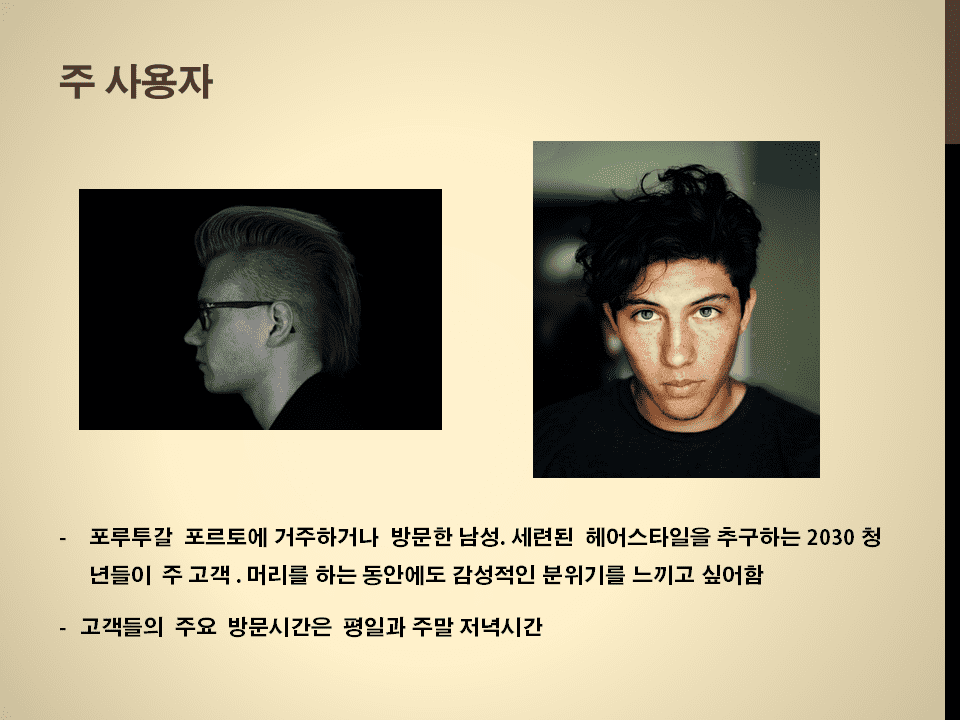 주 사용자
- 포루투갈 포르토에 거주하거나 방문한 남성. 세련된 헤어스타일을 추구하는 2030 청
년들이 주 고객 . 머리를 하는 동안에도 감성적인 분위기를 느끼고 싶어함
- 고객들의 주요 방문시간은 평일과 주말 저녁시간